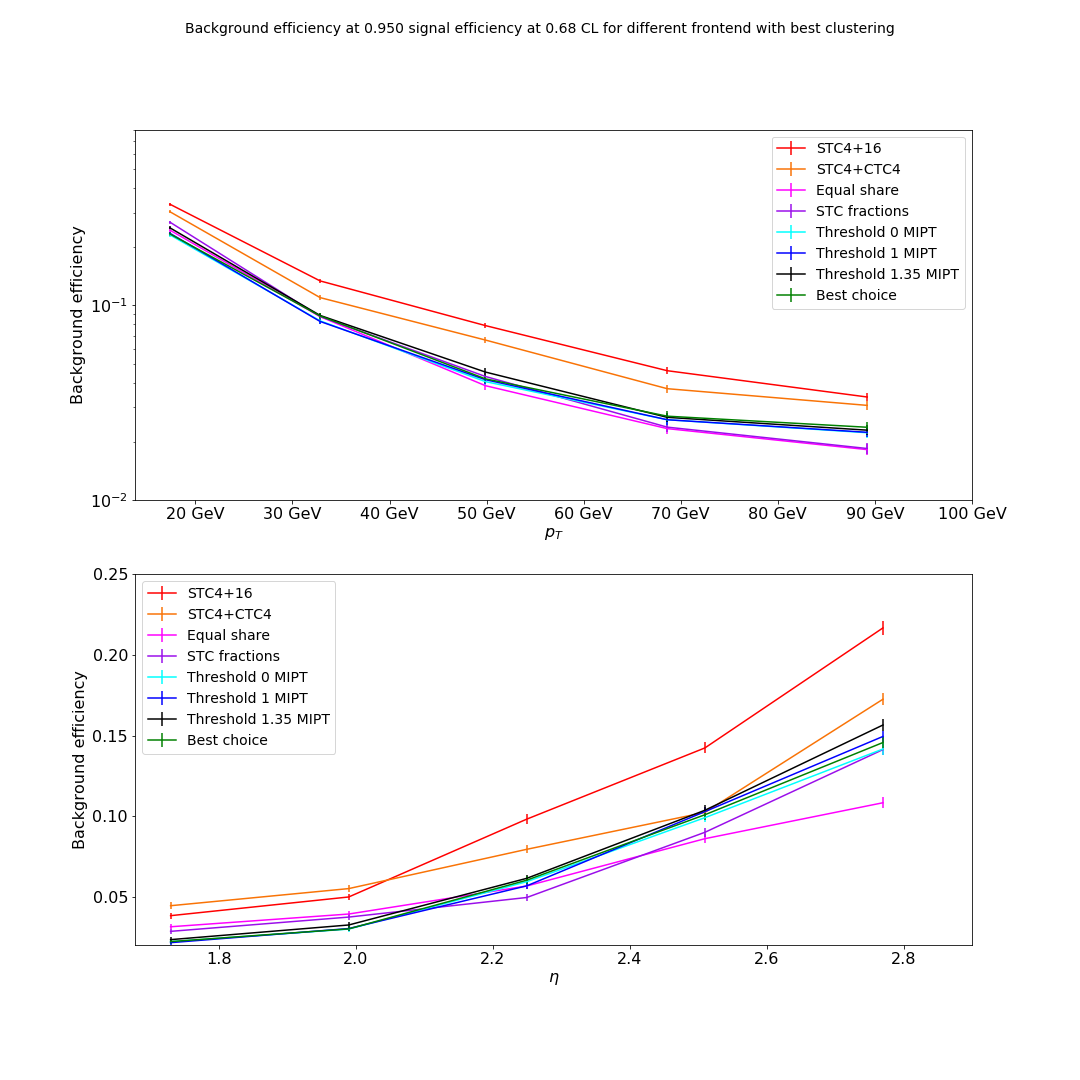 Background efficiency at 0.950 signal efficiency at 0.68 CL for different frontend with best clustering
STC4+16
STC4+CTC4
Equal share
STC fractions
Threshold 0 MIPT
Threshold 1 MIPT
Threshold 1.35 MIPT
Best choice
Background efficiency
10⁻¹
10⁻²
20 GeV 30 GeV 40 GeV 50 GeV 60 GeV 70 GeV 80 GeV 90 GeV 100 GeV
p_T
0.25
0.20
0.15
0.10
0.05
Background efficiency
STC4+16
STC4+CTC4
Equal share
STC fractions
Threshold 0 MIPT
Threshold 1 MIPT
Threshold 1.35 MIPT
Best choice
1.8 2.0 2.2 2.4 2.6 2.8
η